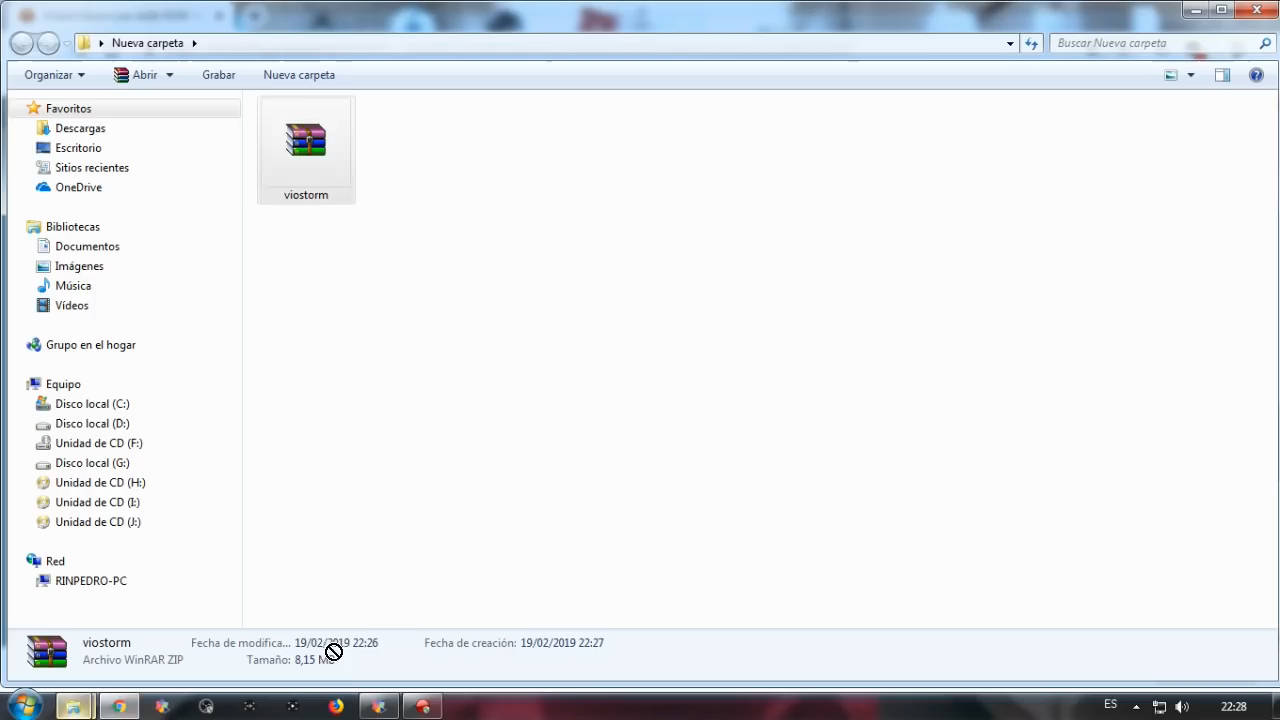 Nueva carpeta
Buscar Nueva carpeta
Organizar
Abrir
Grabar
Nueva carpeta
Favoritos
Descargas
Escritorio
Sitios recientes
OneDrive
Bibliotecas
Documentos
Imágenes
Música
Vídeos
Grupo en el hogar
Equipo
Disco local (C:)
Disco local (D:)
Unidad de CD (F:)
Disco local (G:)
Unidad de CD (H:)
Unidad de CD (I:)
Unidad de CD (J:)
Red
RINPEDRO-PC
viostorm
viostorm Fecha de modifica... 19/02/2019 22:26 Fecha de creación: 19/02/2019 22:27
Archivo WinRAR ZIP Tamaño: 8,15
ES 22:28